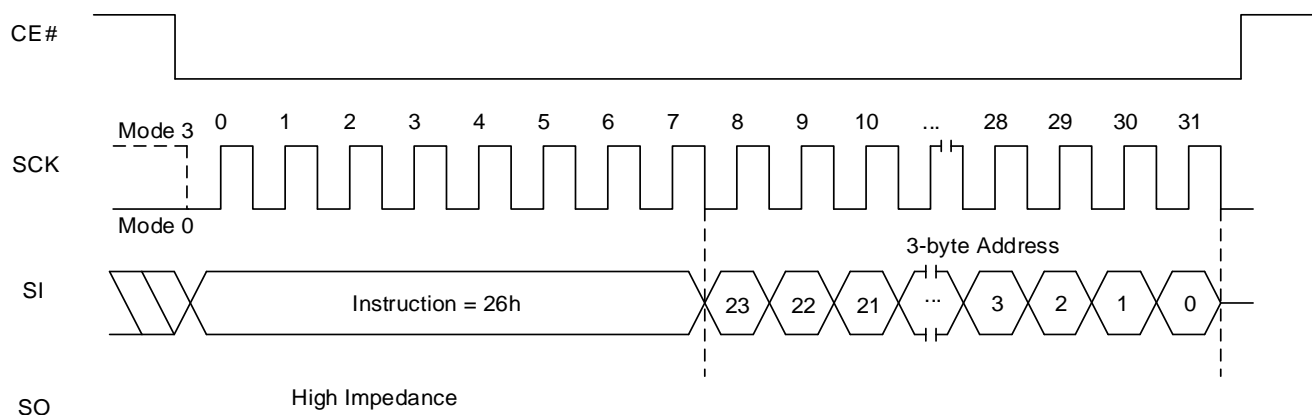 CE#
0 1 2 3 4 5 6 7 8 9 10 ... 28 29 30 31
Mode 3
SCK
Mode 0
3-byte Address
SI
Instruction = 26h 23 22 21 ... 3 2 1 0
High Impedance
SO